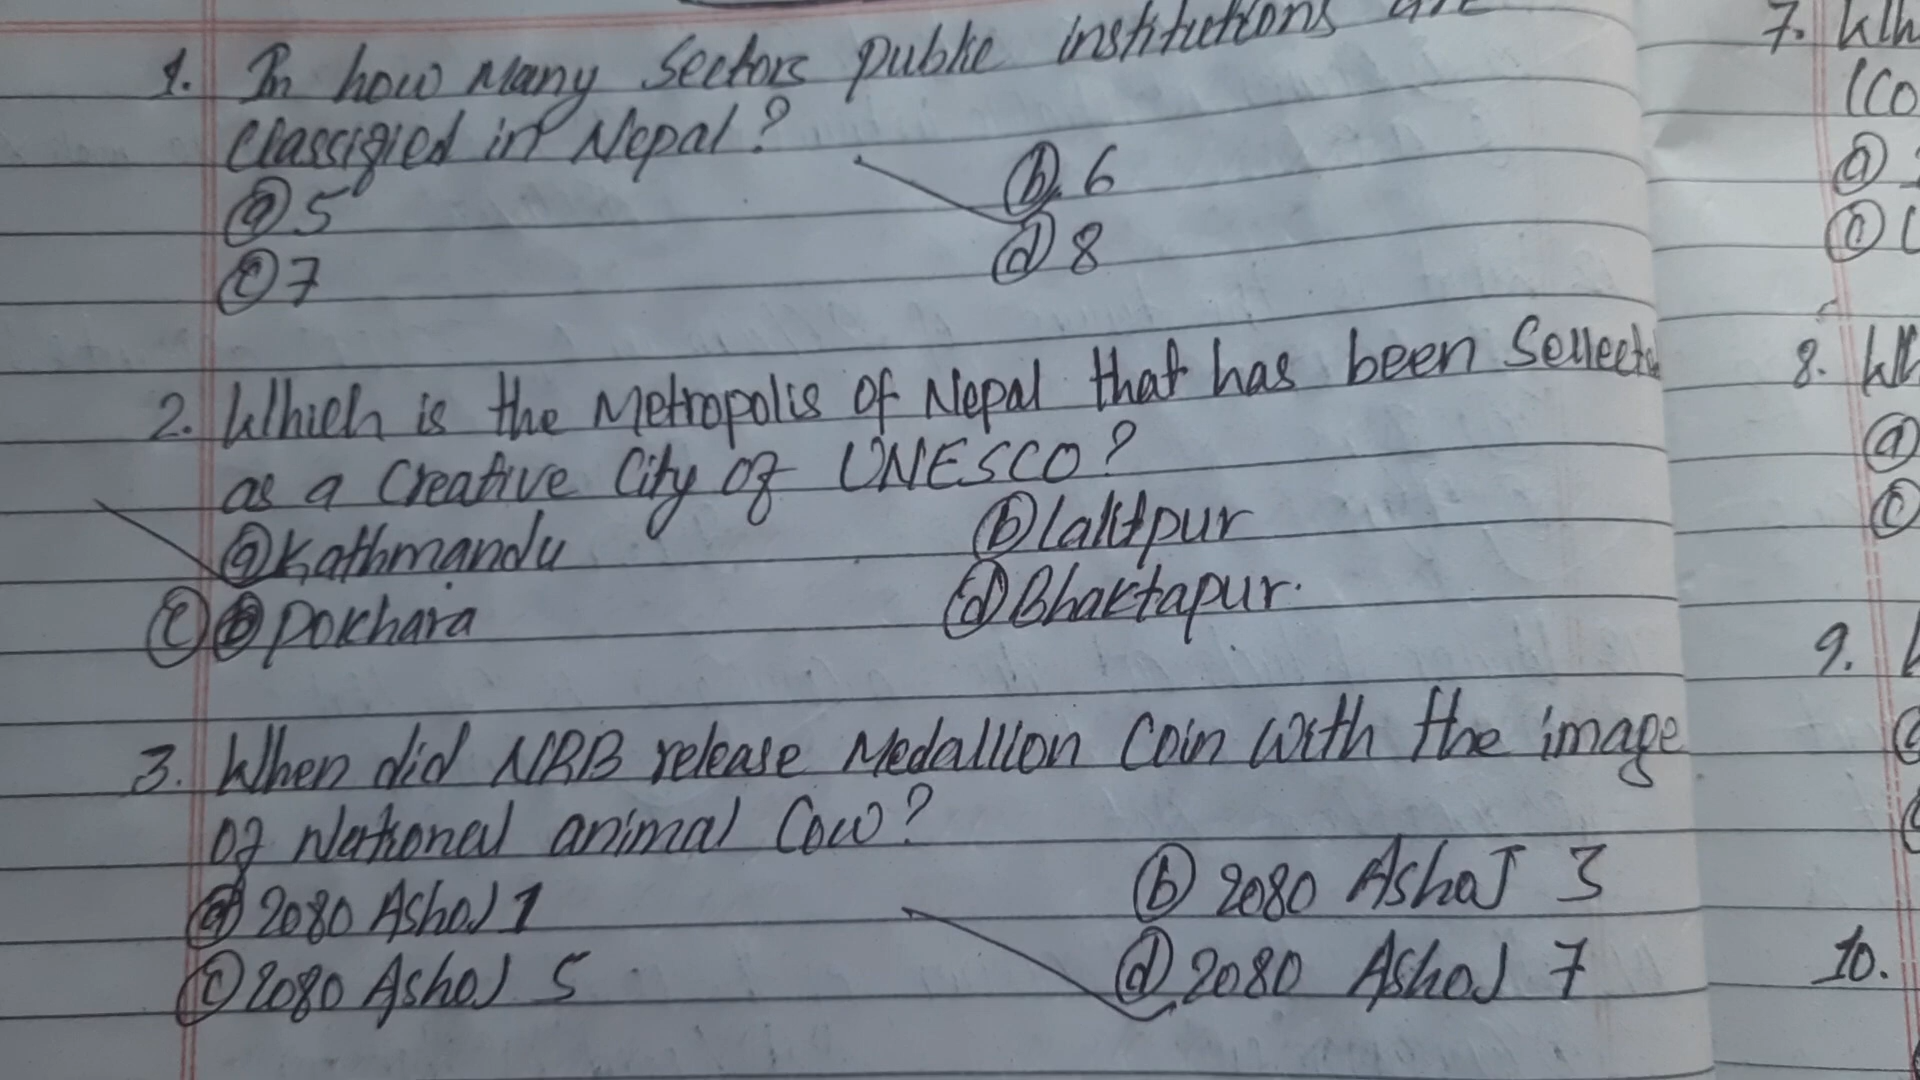 1. In how many sectors public institutions are
classified in Nepal?
(a) 5 (b) 6
(c) 7 (d) 8
2. Which is the Metropolis of Nepal that has been Sellected
as a Creative City of UNESCO?
(a) Kathmandu (b) Lalitpur
(c) Pokhara (d) Bhaktapur.
3. When did NRB release Medallion Coin with the image
of National animal Cow?
(a) 2080 Ashoj 1 (b) 2080 Ashoj 3
(c) 2080 Ashoj 5 (d) 2080 Ashoj 7
7.
(a)
(c)
8.
(a)
(c)
9.
10.